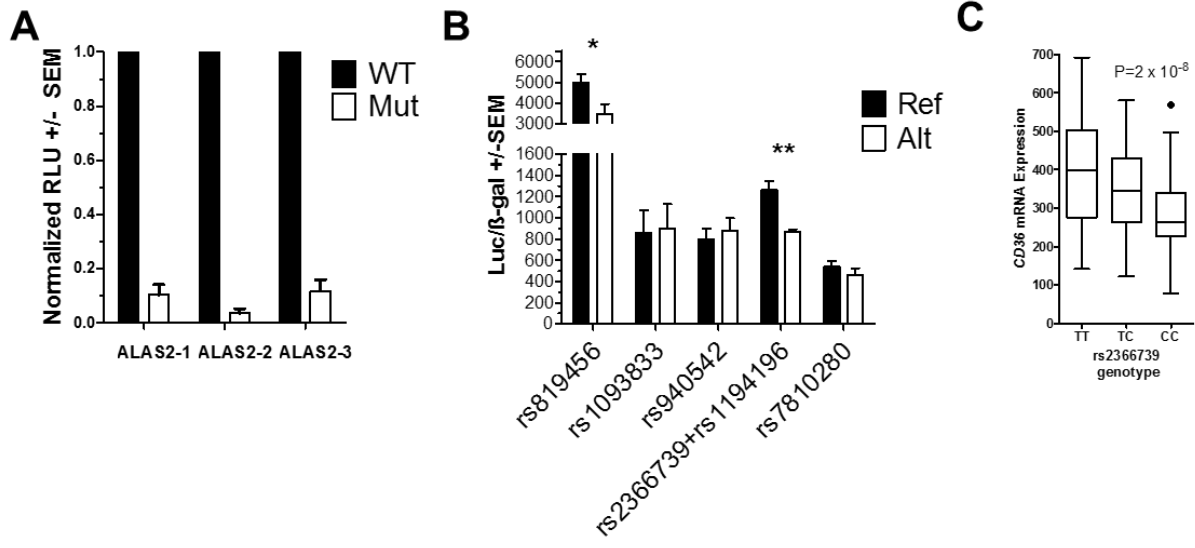 A
Normalized RLU +/- SEM
1.0
0.8
0.6
0.4
0.2
0.0
ALAS2-1 ALAS2-2 ALAS2-3
WT
Mut
B
Luc/ß-gal +/-SEM
6000
5000
4000
3000
1600
1400
1200
1000
800
600
400
200
0
*
**
rs819456
rs1093833
rs940542
rs2366739+rs1194196
rs7810280
Ref
Alt
C
CD36 mRNA Expression
700
600
500
400
300
200
100
0
P=2 x 10-8
TT TC CC
rs2366739
genotype